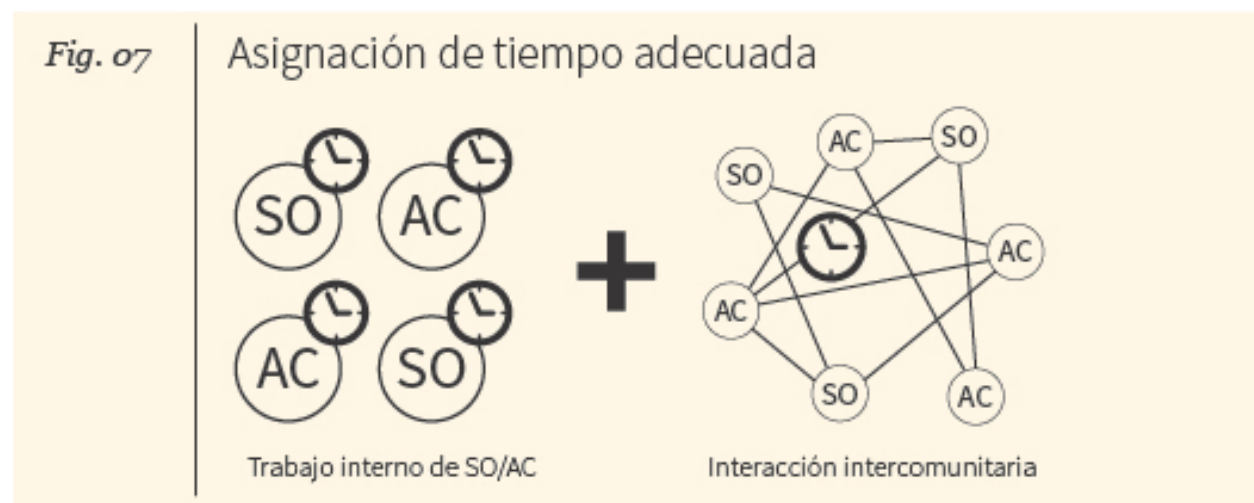 Fig. 07
Asignación de tiempo adecuada
SO
AC
AC
SO
Trabajo interno de SO/AC
AC
SO
SO
AC
AC
SO
AC
Interacción intercomunitaria